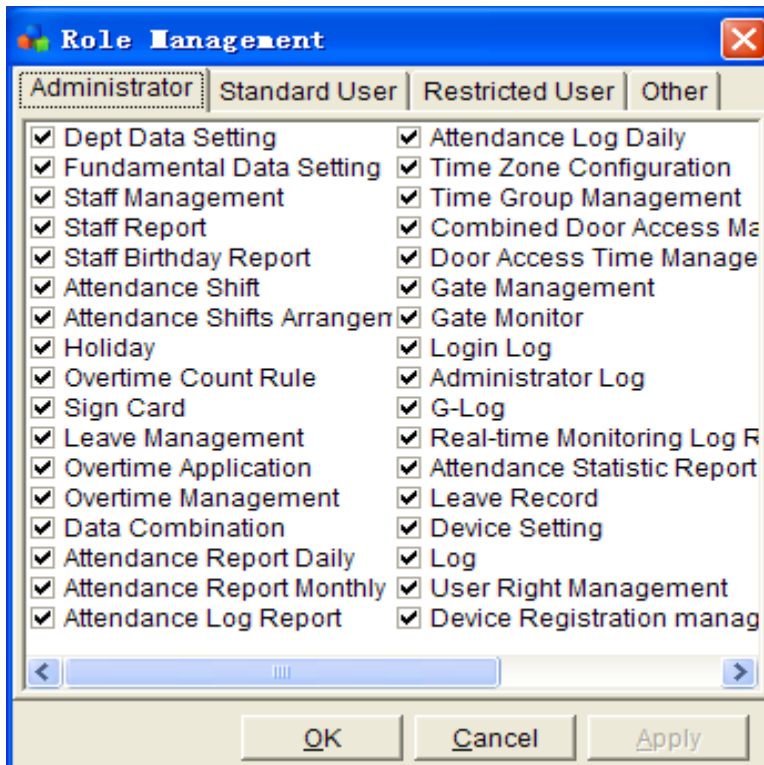 Role Management
Administrator Standard User Restricted User Other
Dept Data Setting
Fundamental Data Setting
Staff Management
Staff Report
Staff Birthday Report
Attendance Shift
Attendance Shifts Arrangem
Holiday
Overtime Count Rule
Sign Card
Leave Management
Overtime Application
Overtime Management
Data Combination
Attendance Report Daily
Attendance Report Monthly
Attendance Log Report
Attendance Log Daily
Time Zone Configuration
Time Group Management
Combined Door Access Ma
Door Access Time Manage
Gate Management
Gate Monitor
Login Log
Administrator Log
G-Log
Real-time Monitoring Log R
Attendance Statistic Report
Leave Record
Device Setting
Log
User Right Management
Device Registration manag
OK Cancel Apply